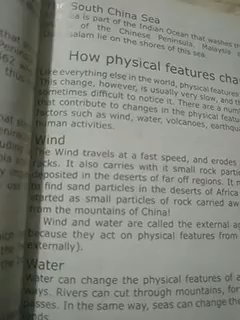 South China Sea
is part of the Indian Ocean that washes the
of the Chinese Peninsula. Malaysia
salam lie on the shores of this sea.
How physical features cha
Like everything else in the world, physical features
This change, however, is usually very slow, and
sometimes difficult to notice it. There are a num
that contribute to changes in the physical featu
factors such as wind, water, volcanoes, earthqu
human activities.
Wind
The Wind travels at a fast speed, and erodes
rocks. It also carries with it small rock parti
deposited in the deserts of far off regions. It m
to find sand particles in the deserts of Africa
started as small particles of rock carried aw
from the mountains of China!
Wind and water are called the external ag
because they act on physical features from
externally).
Water
Water can change the physical features of a
ways. Rivers can cut through mountains, for
passes. In the same way, seas can change the